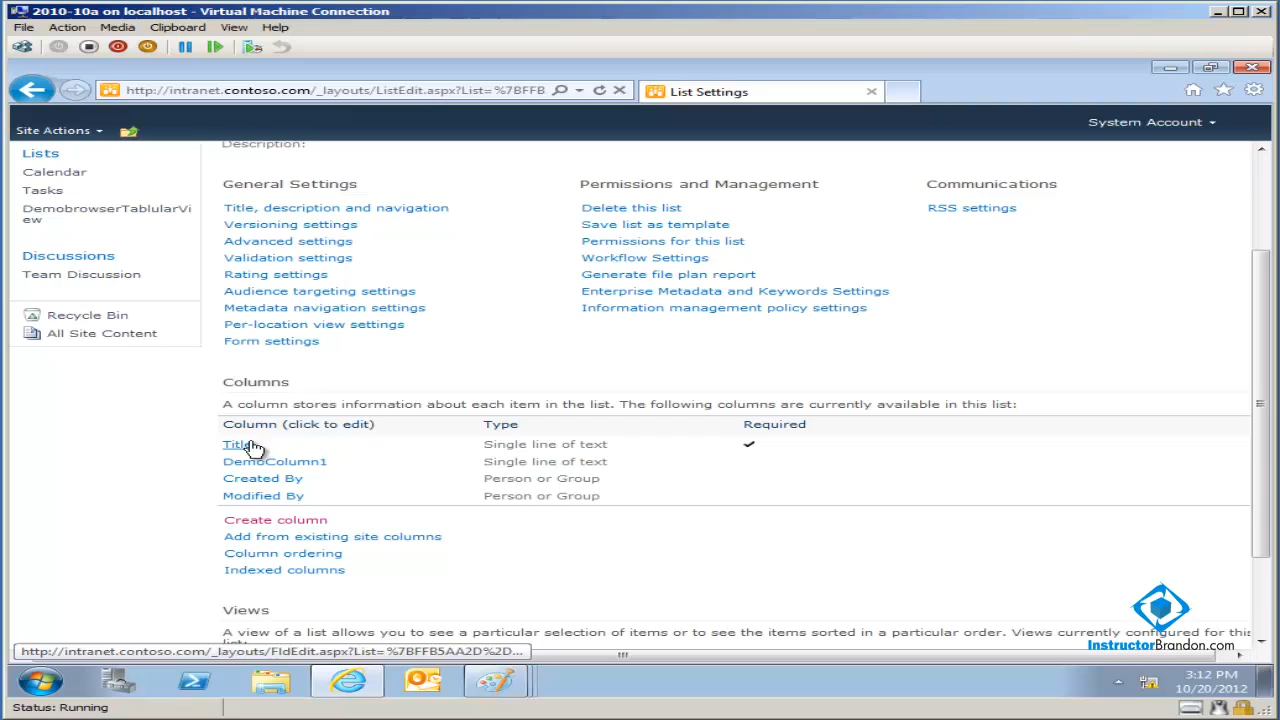 2010-10a on localhost - Virtual Machine Connection
File Action Media Clipboard View Help
http://intranet.contoso.com/_layouts/ListEdit.aspx?List=%7BFFB
List Settings
Site Actions
System Account
Description:
Lists
Calendar
Tasks
DemobrowserTablularVi
ew
Discussions
Team Discussion
Recycle Bin
All Site Content
General Settings
Title, description and navigation
Versioning settings
Advanced settings
Validation settings
Rating settings
Audience targeting settings
Metadata navigation settings
Per-location view settings
Form settings
Permissions and Management
Delete this list
Save list as template
Permissions for this list
Workflow Settings
Generate file plan report
Enterprise Metadata and Keywords Settings
Information management policy settings
Communications
RSS settings
Columns
A column stores information about each item in the list. The following columns are currently available in this list:
Column (click to edit) Type Required
Title Single line of text
DemoColumn1 Single line of text
Created By Person or Group
Modified By Person or Group
Create column
Add from existing site columns
Column ordering
Indexed columns
Views
A view of a list allows you to see a particular selection of items or to see the items sorted in a particular order. Views currently configured for this
list:
http://intranet.contoso.com/_layouts/FldEdit.aspx?List=%7BFFB5AA2D%2D...
InstructorBrandon.com
3:12 PM
10/20/2012
Status: Running